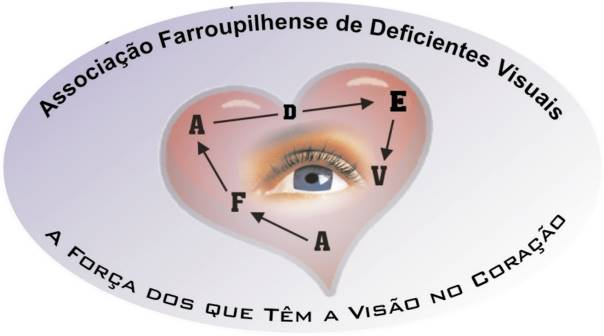 Associação Farroupilhense de Deficientes Visuais
A D E
V
F
A
A Força dos que Têm a Visão no Coração